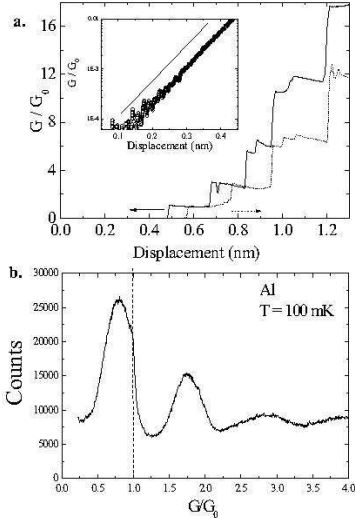 a.
G / G0
18
12
6
0
0.0 0.2 0.4 0.6 0.8 1.0 1.2
Displacement (nm)
G / G0
0.01
1E-3
1E-4
0.1 0.2 0.3 0.4
Displacement (nm)
b.
Counts
30000
25000
20000
15000
10000
5000
0
0.0 0.5 1.0 1.5 2.0 2.5 3.0 3.5 4.0
G/G0
Al
T = 100 mK